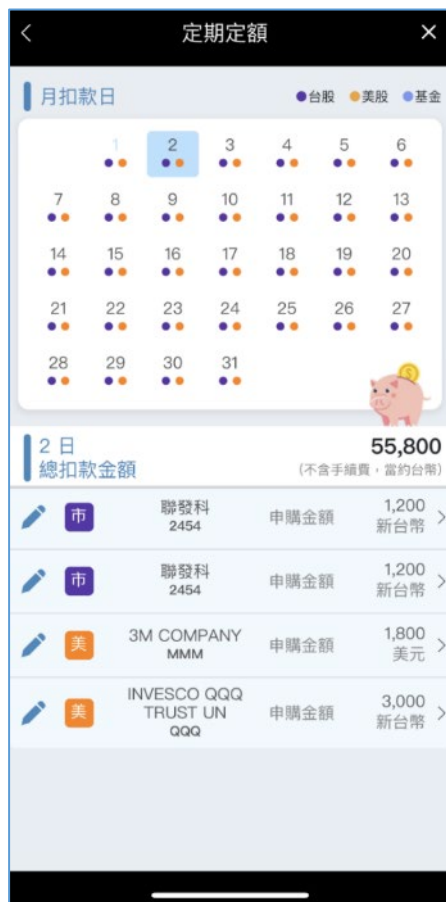 定期定額
月扣款日
台股 美股 基金
1 2 3 4 5 6
7 8 9 10 11 12 13
14 15 16 17 18 19 20
21 22 23 24 25 26 27
28 29 30 31
2 日
總扣款金額
55,800
(不含手續費，當約台幣)
市
聯發科
2454
申購金額
1,200
新台幣
市
聯發科
2454
申購金額
1,200
新台幣
美
3M COMPANY
MMM
申購金額
1,800
美元
美
INVESCO QQQ
TRUST UN
QQQ
申購金額
3,000
新台幣